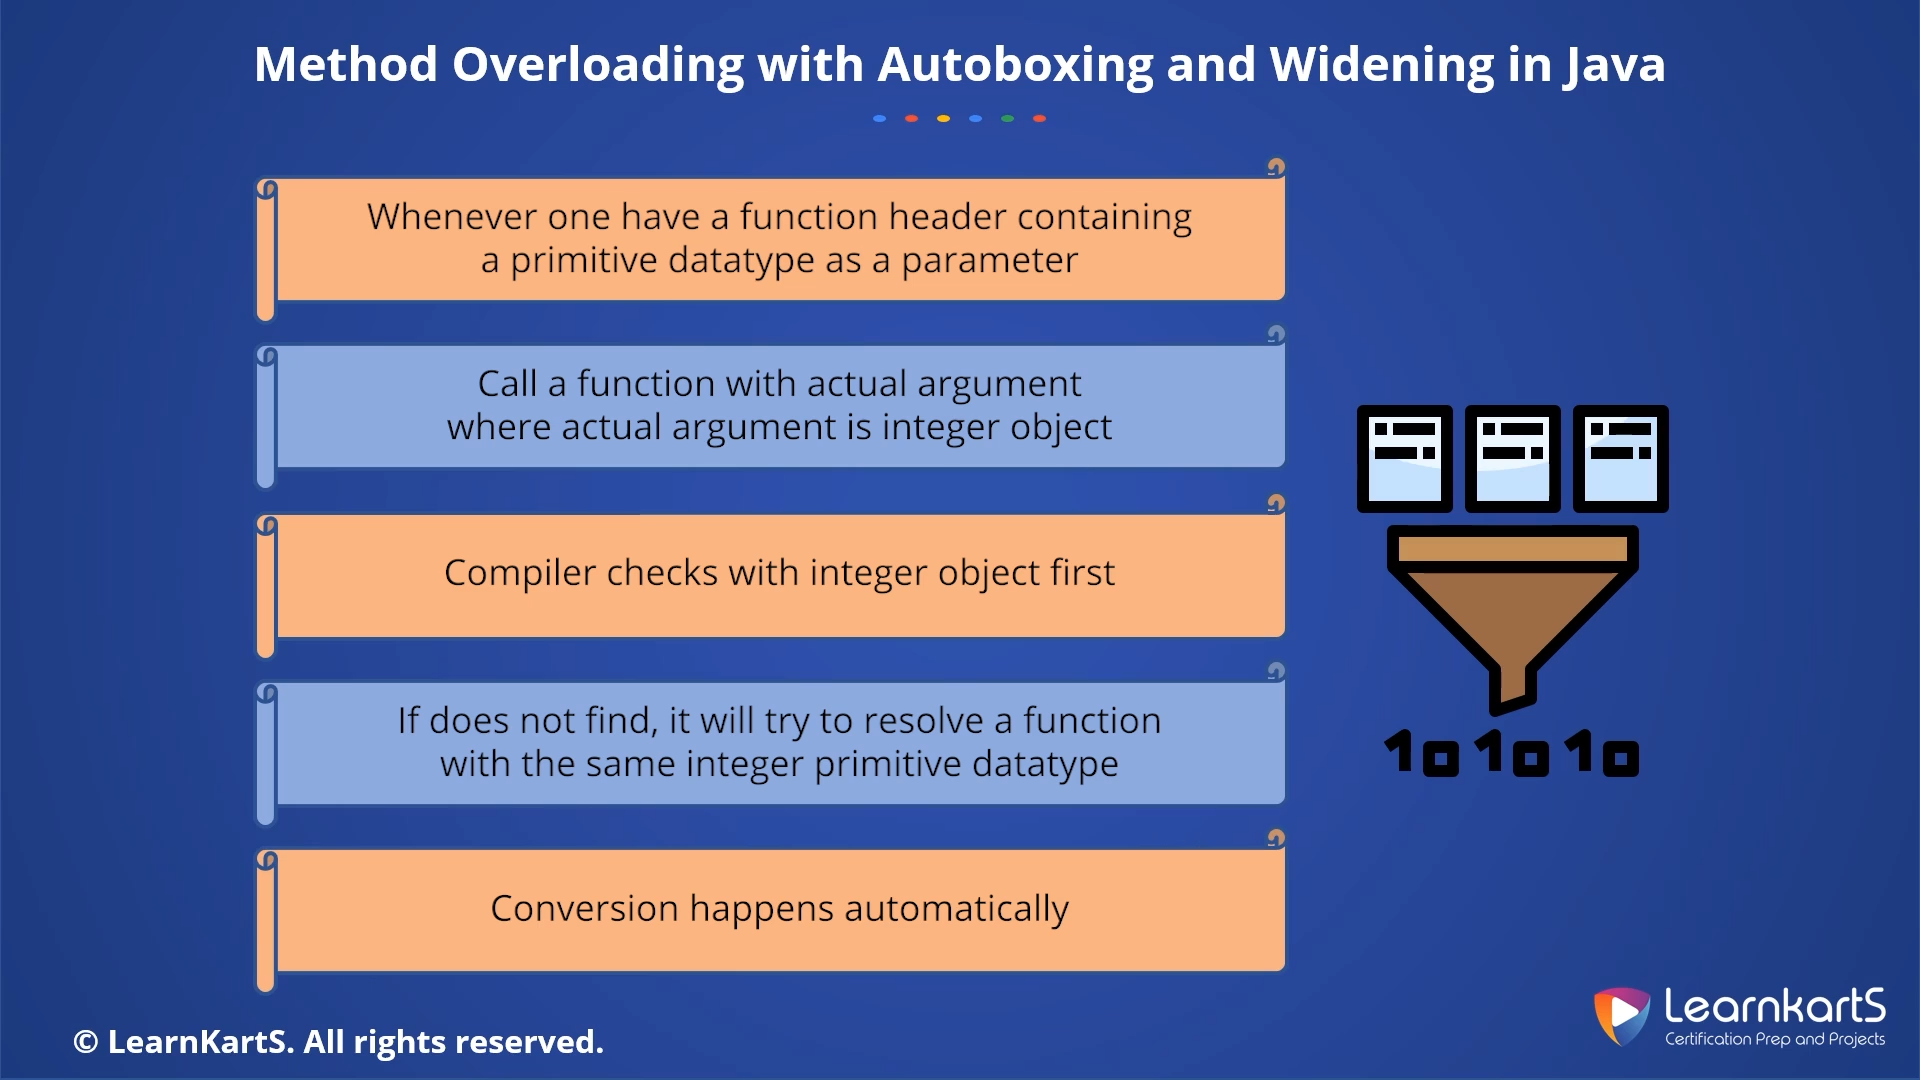 Method Overloading with Autoboxing and Widening in Java
Whenever one have a function header containing
a primitive datatype as a parameter
Call a function with actual argument
where actual argument is integer object
Compiler checks with integer object first
If does not find, it will try to resolve a function
with the same integer primitive datatype
Conversion happens automatically
10 10 10
© LearnKartS. All rights reserved.
LearnkartS
Certification Prep and Projects